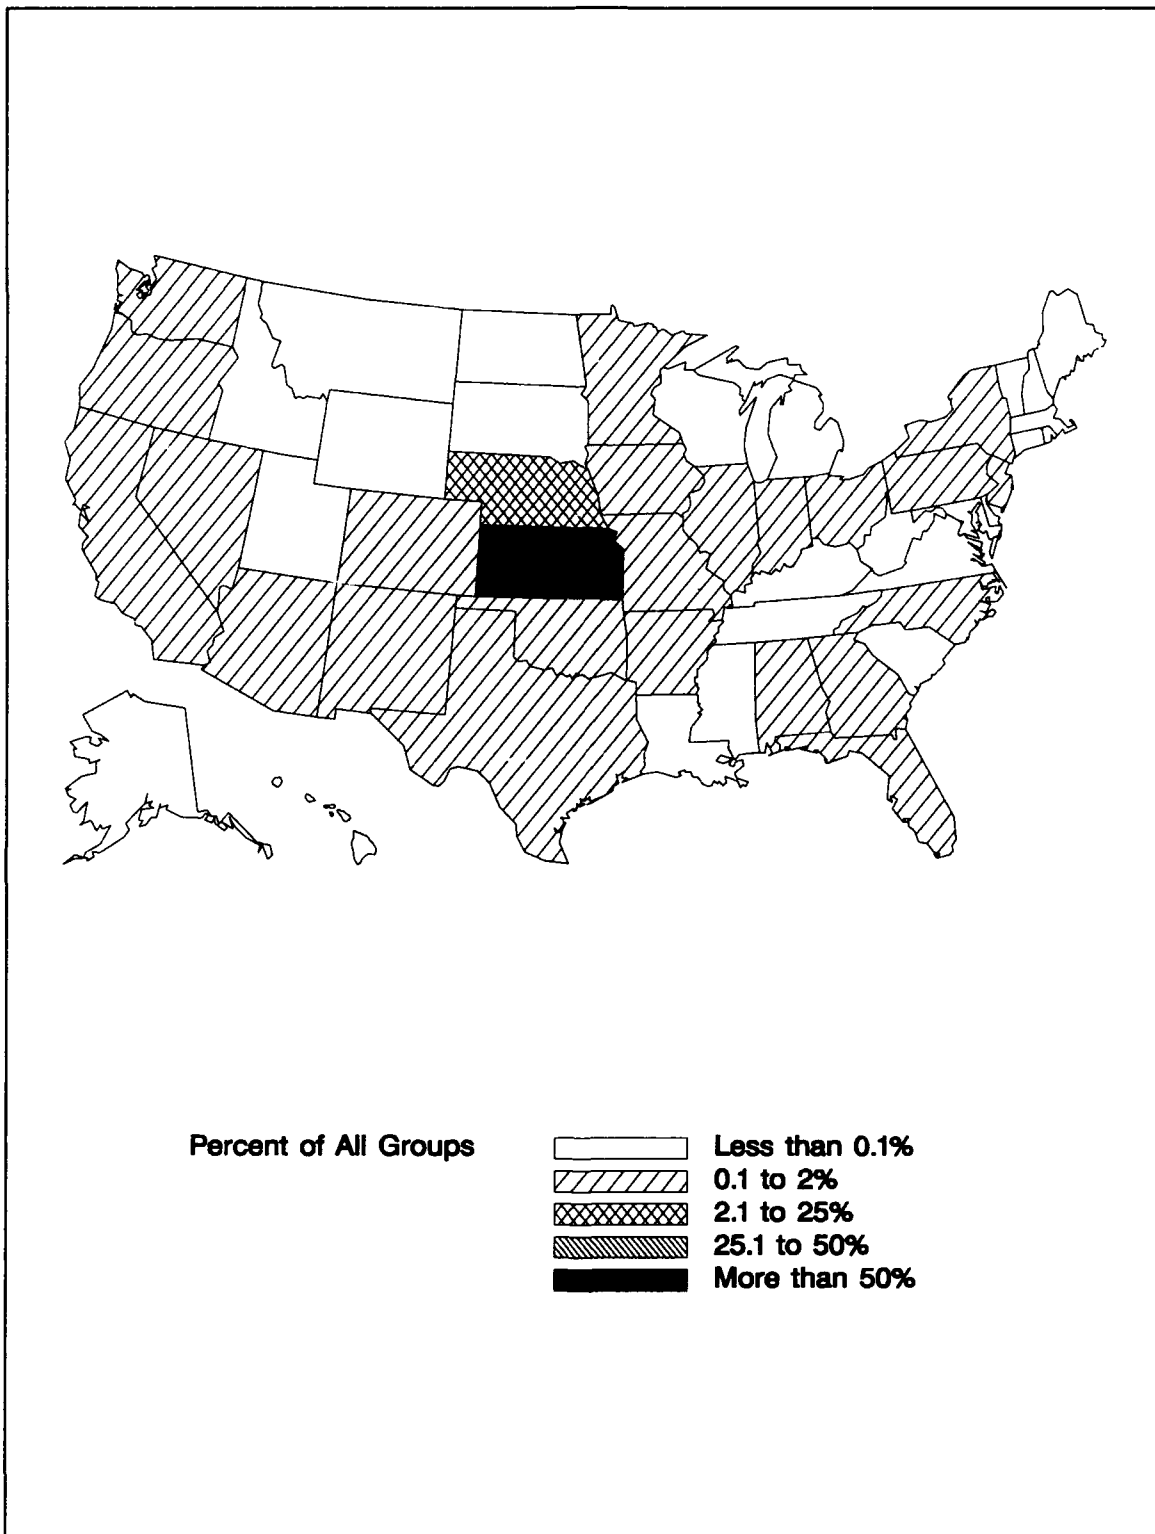 Percent of All Groups
Less than 0.1%
0.1 to 2%
2.1 to 25%
25.1 to 50%
More than 50%